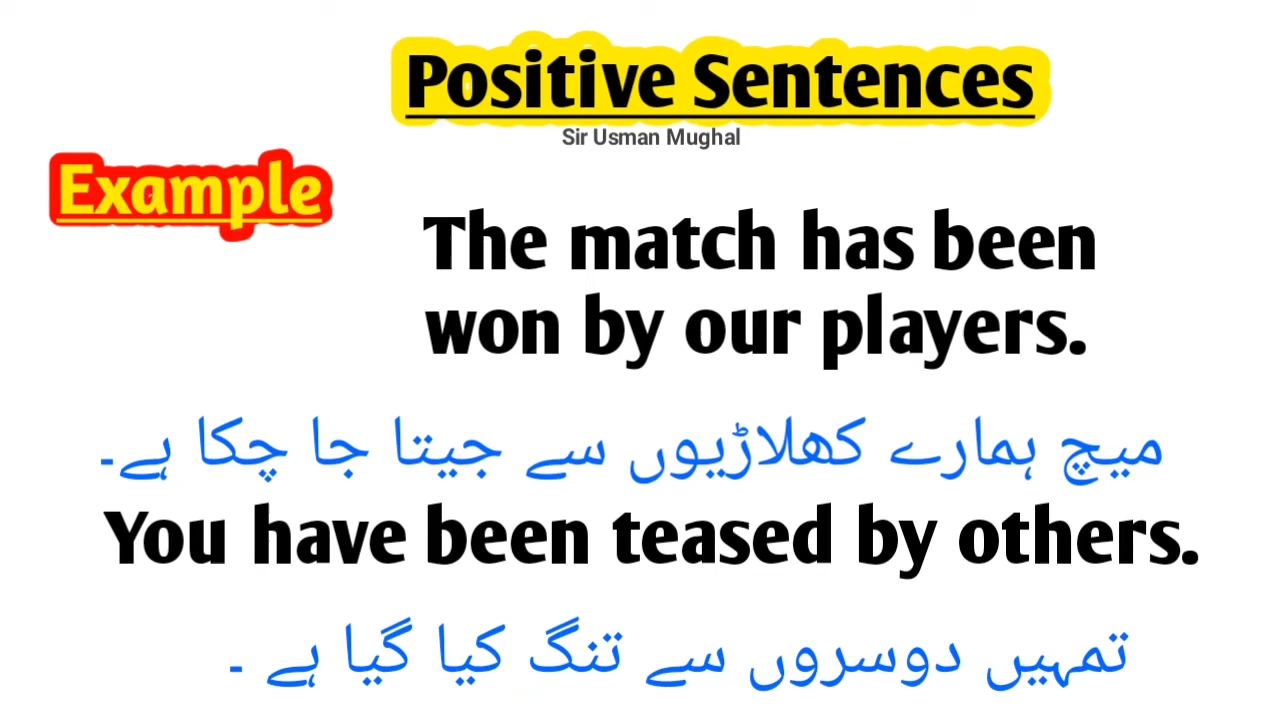 Positive Sentences
Sir Usman Mughal
Example
The match has been
won by our players.
میچ ہمارے کھلاڑیوں سے جیتا جا چکا ہے۔
You have been teased by others.
تمہیں دوسروں سے تنگ کیا گیا ہے ۔